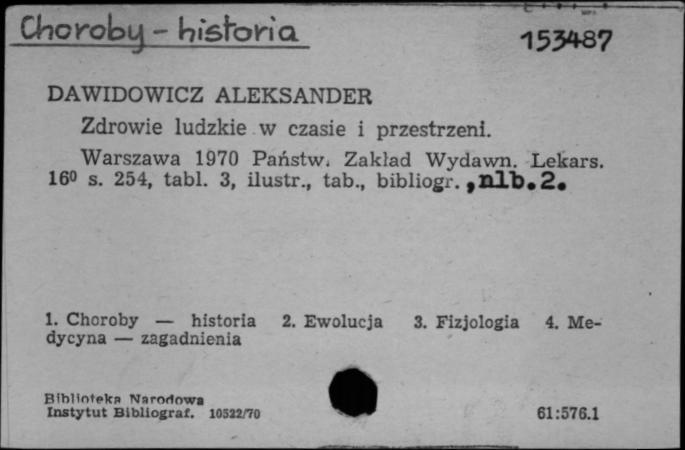 Choroby - historia
153487
DAWIDOWICZ ALEKSANDER
Zdrowie ludzkie w czasie i przestrzeni.
Warszawa 1970 Państw. Zakład Wydawn. Lekars.
16⁰ s. 254, tabl. 3, ilustr., tab., bibliogr. , nlb. 2.
1. Choroby — historia 2. Ewolucja 3. Fizjologia 4. Me-
dycyna — zagadnienia
Biblioteka Narodowa
Instytut Bibliograf. 10522/70
61:576.1